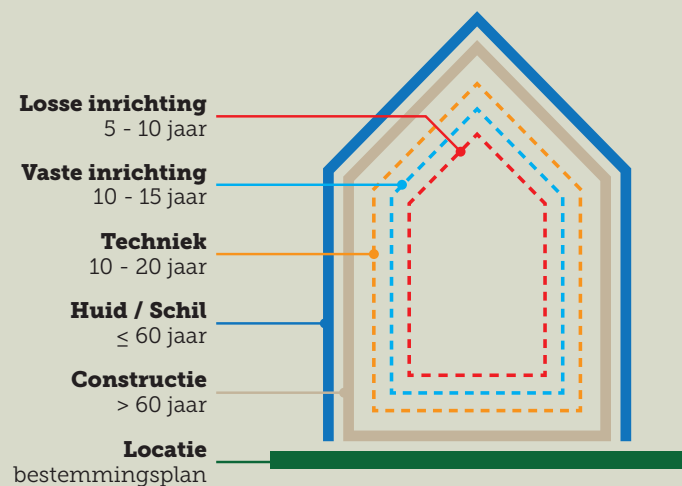 Losse inrichting
5 - 10 jaar
Vaste inrichting
10 - 15 jaar
Techniek
10 - 20 jaar
Huid / Schil
≤ 60 jaar
Constructie
> 60 jaar
Locatie
bestemmingsplan